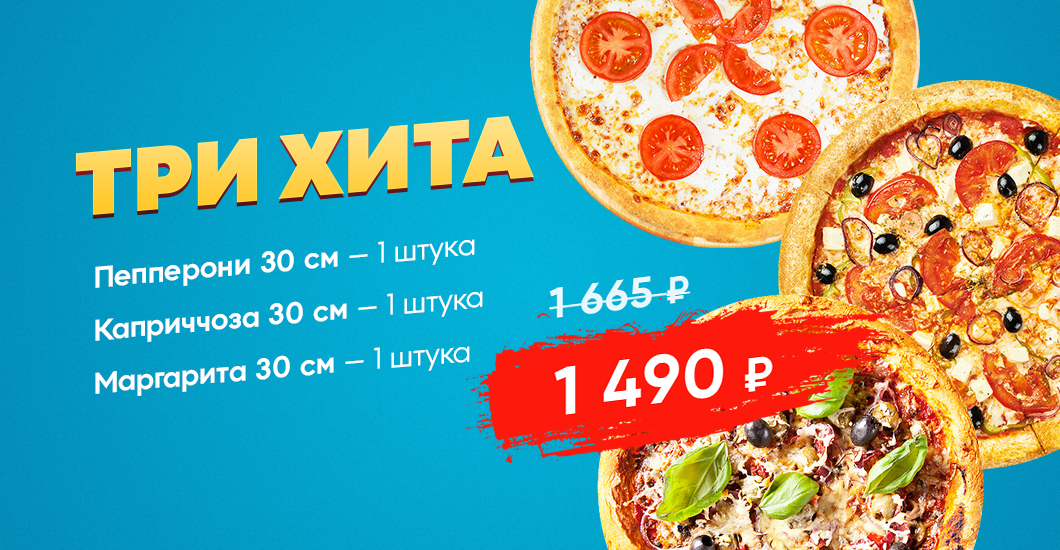 ТРИ ХИТА
Пепперони 30 см – 1 штука
Каприччоза 30 см – 1 штука
Маргарита 30 см – 1 штука
1 665 ₽
1 490 ₽